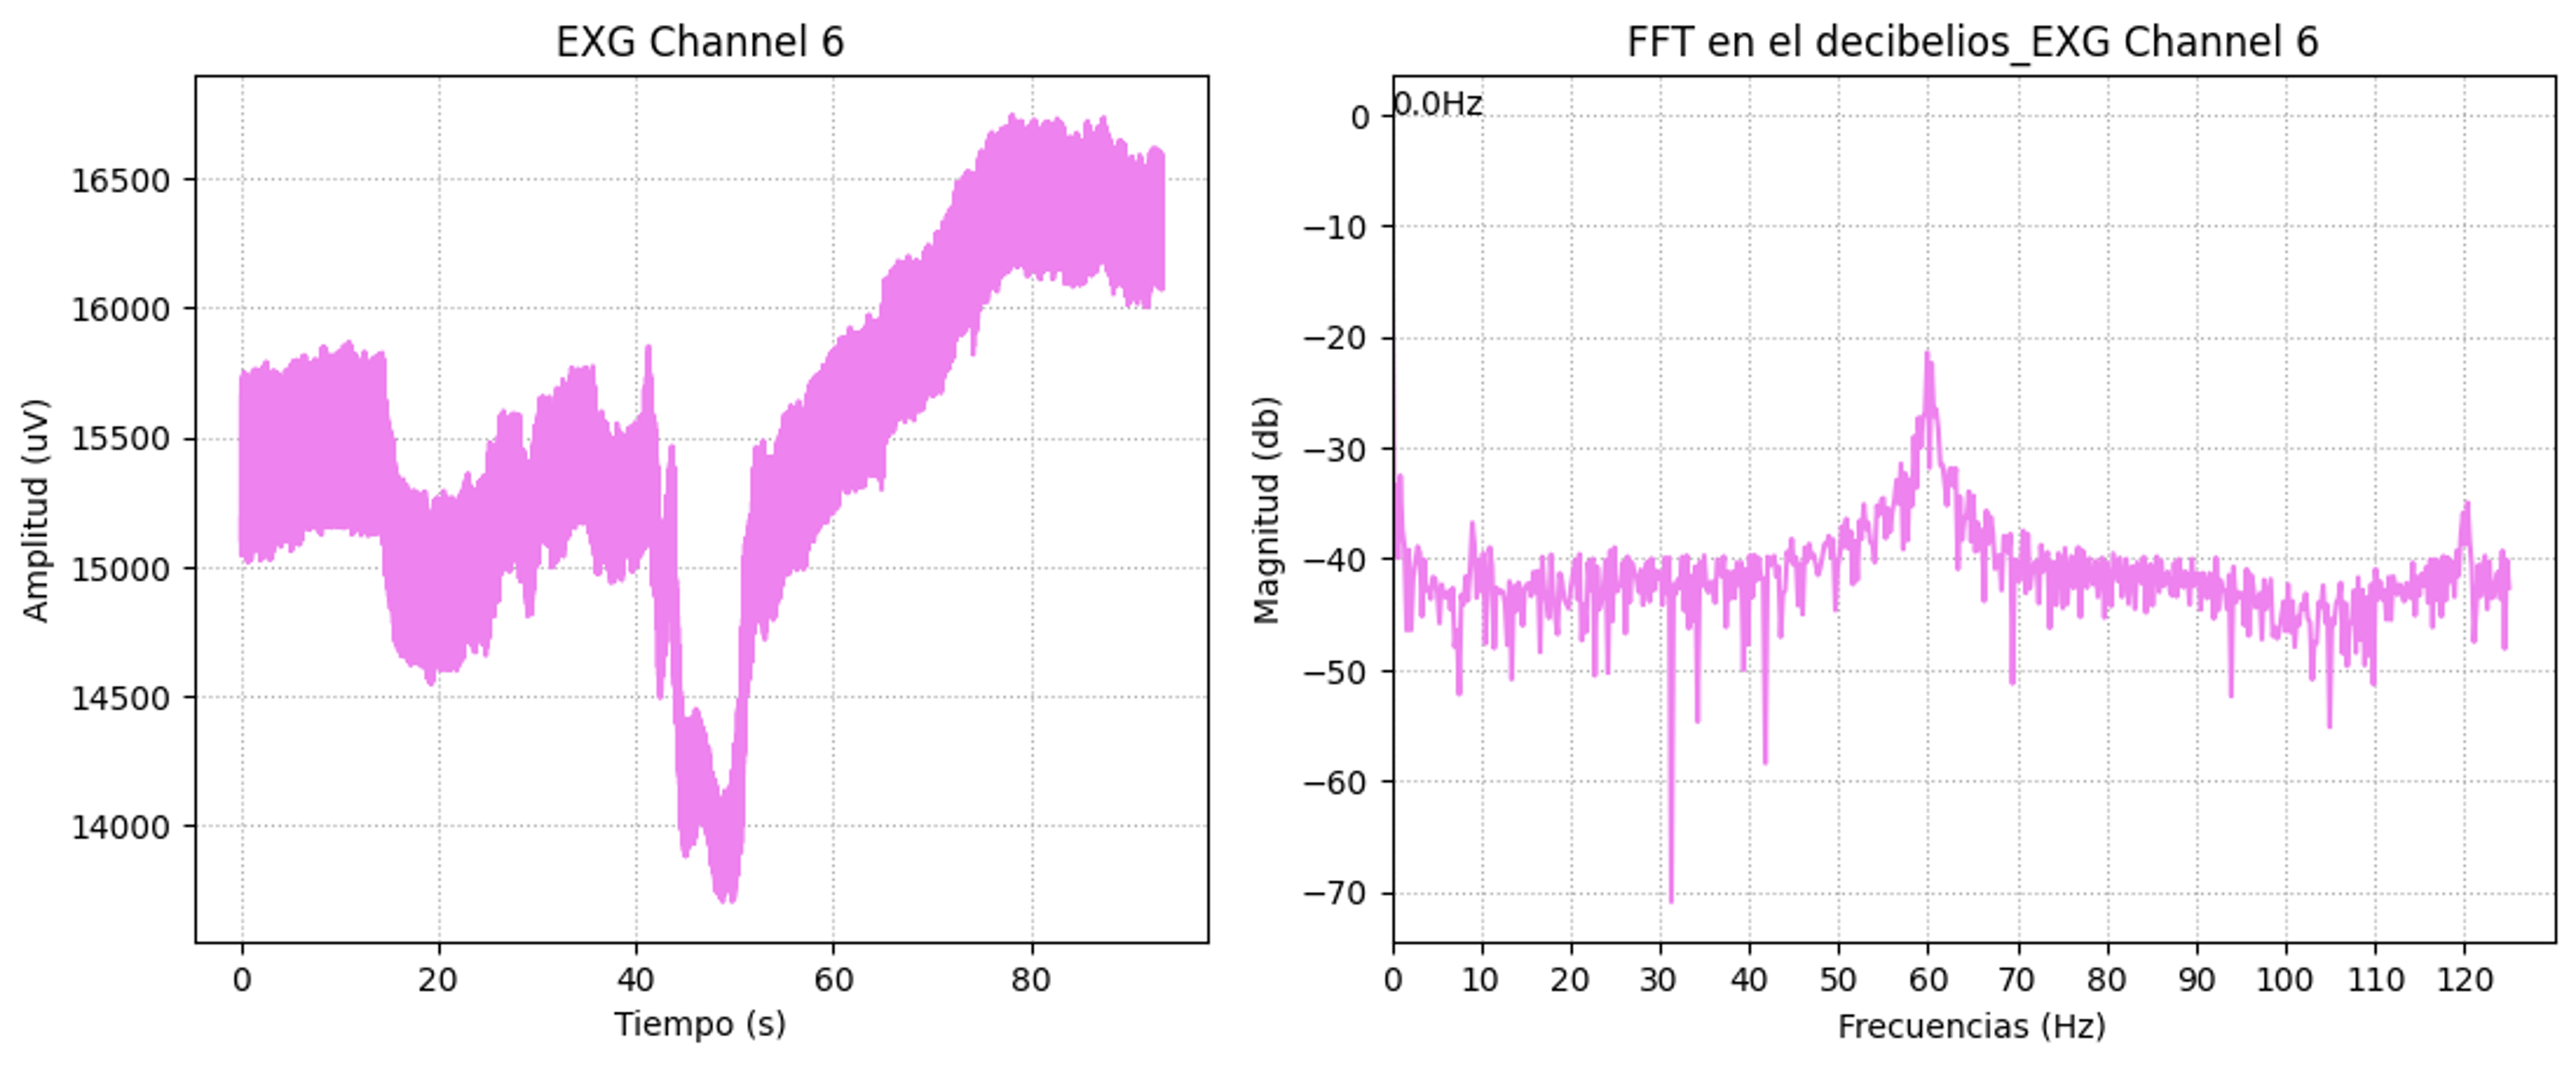 EXG Channel 6
Amplitud (uV)
16500
16000
15500
15000
14500
14000
0 20 40 60 80
Tiempo (s)
FFT en el decibelios_EXG Channel 6
0.0Hz
Magnitud (db)
0
−10
−20
−30
−40
−50
−60
−70
0 10 20 30 40 50 60 70 80 90 100 110 120
Frecuencias (Hz)